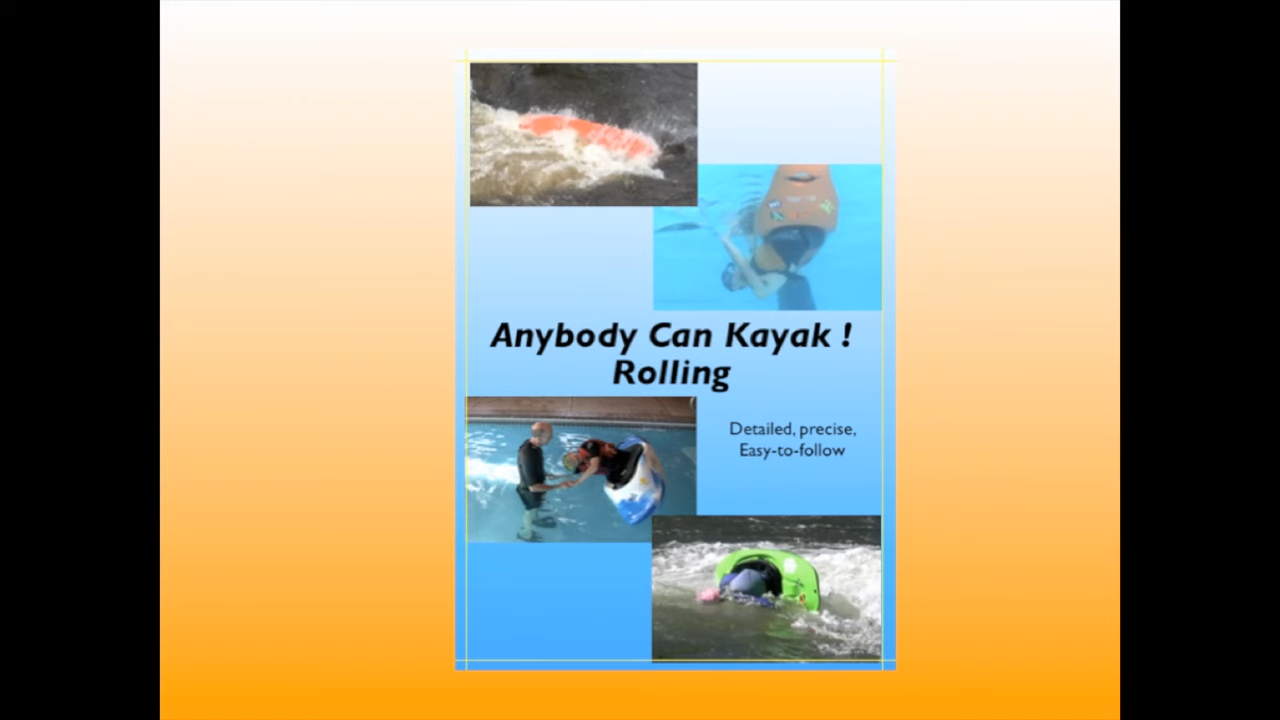 Anybody Can Kayak !
Rolling
Detailed, precise,
Easy-to-follow